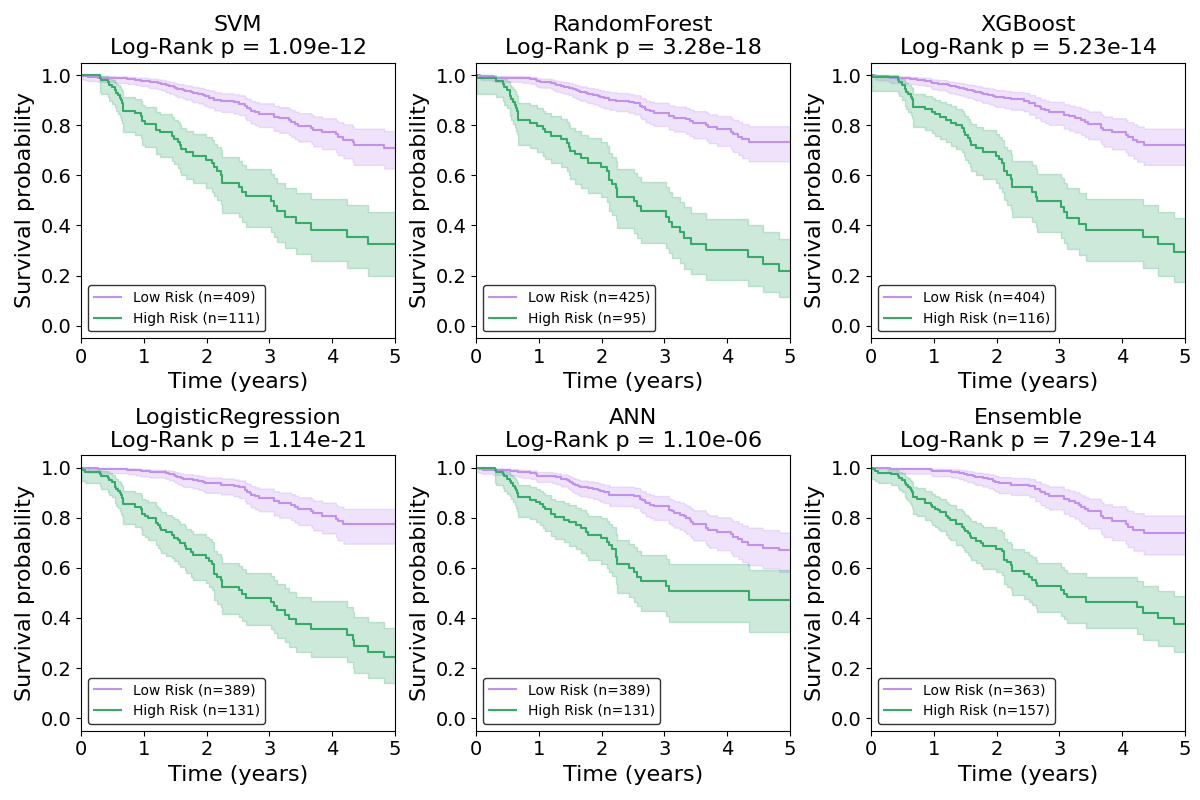 SVM
Log-Rank p = 1.09e-12
Survival probability
1.0
0.8
0.6
0.4
0.2
0.0
Low Risk (n=409)
High Risk (n=111)
0 1 2 3 4 5
Time (years)
RandomForest
Log-Rank p = 3.28e-18
Survival probability
1.0
0.8
0.6
0.4
0.2
0.0
Low Risk (n=425)
High Risk (n=95)
0 1 2 3 4 5
Time (years)
XGBoost
Log-Rank p = 5.23e-14
Survival probability
1.0
0.8
0.6
0.4
0.2
0.0
Low Risk (n=404)
High Risk (n=116)
0 1 2 3 4 5
Time (years)
LogisticRegression
Log-Rank p = 1.14e-21
Survival probability
1.0
0.8
0.6
0.4
0.2
0.0
Low Risk (n=389)
High Risk (n=131)
0 1 2 3 4 5
Time (years)
ANN
Log-Rank p = 1.10e-06
Survival probability
1.0
0.8
0.6
0.4
0.2
0.0
Low Risk (n=389)
High Risk (n=131)
0 1 2 3 4 5
Time (years)
Ensemble
Log-Rank p = 7.29e-14
Survival probability
1.0
0.8
0.6
0.4
0.2
0.0
Low Risk (n=363)
High Risk (n=157)
0 1 2 3 4 5
Time (years)